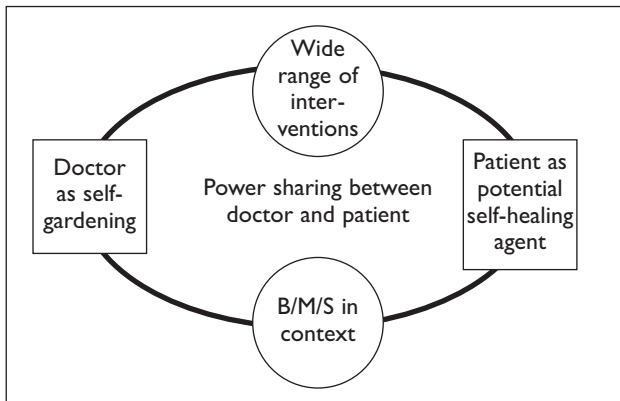 Wide
range of
inter-
ventions
Doctor
as self-
gardening
Power sharing between
doctor and patient
Patient as
potential
self-healing
agent
B/M/S in
context